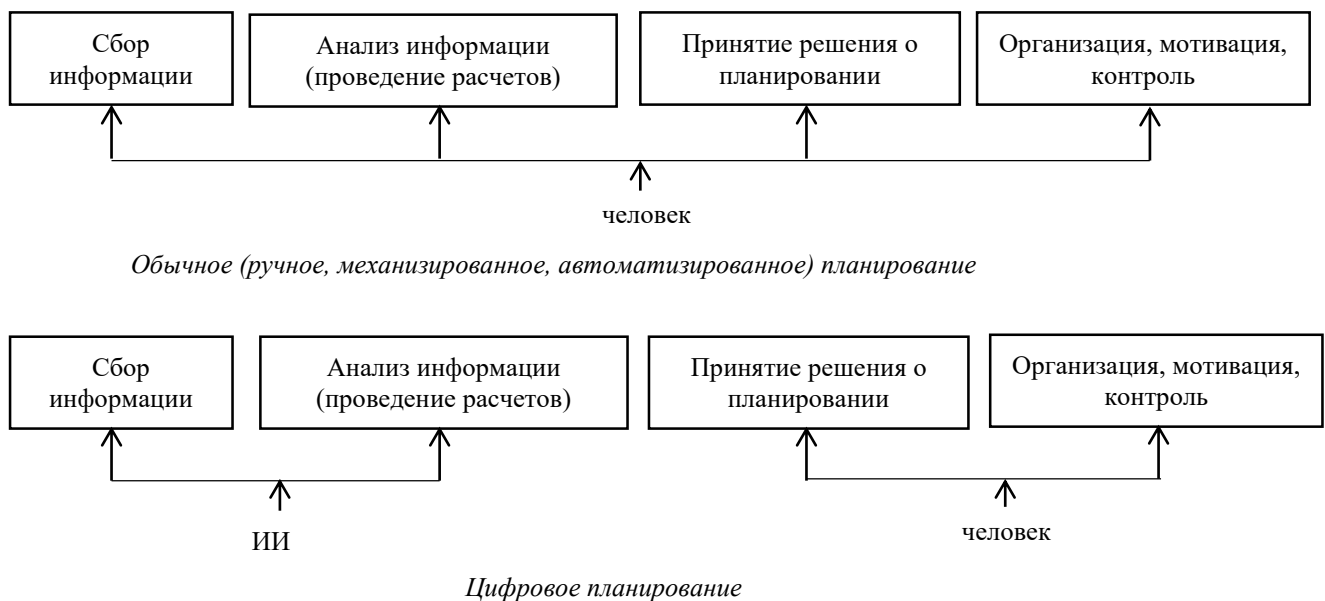 Сбор
информации
Анализ информации
(проведение расчетов)
Принятие решения о
планировании
Организация, мотивация,
контроль
человек
Обычное (ручное, механизированное, автоматизированное) планирование
Сбор
информации
Анализ информации
(проведение расчетов)
Принятие решения о
планировании
Организация, мотивация,
контроль
ИИ
человек
Цифровое планирование